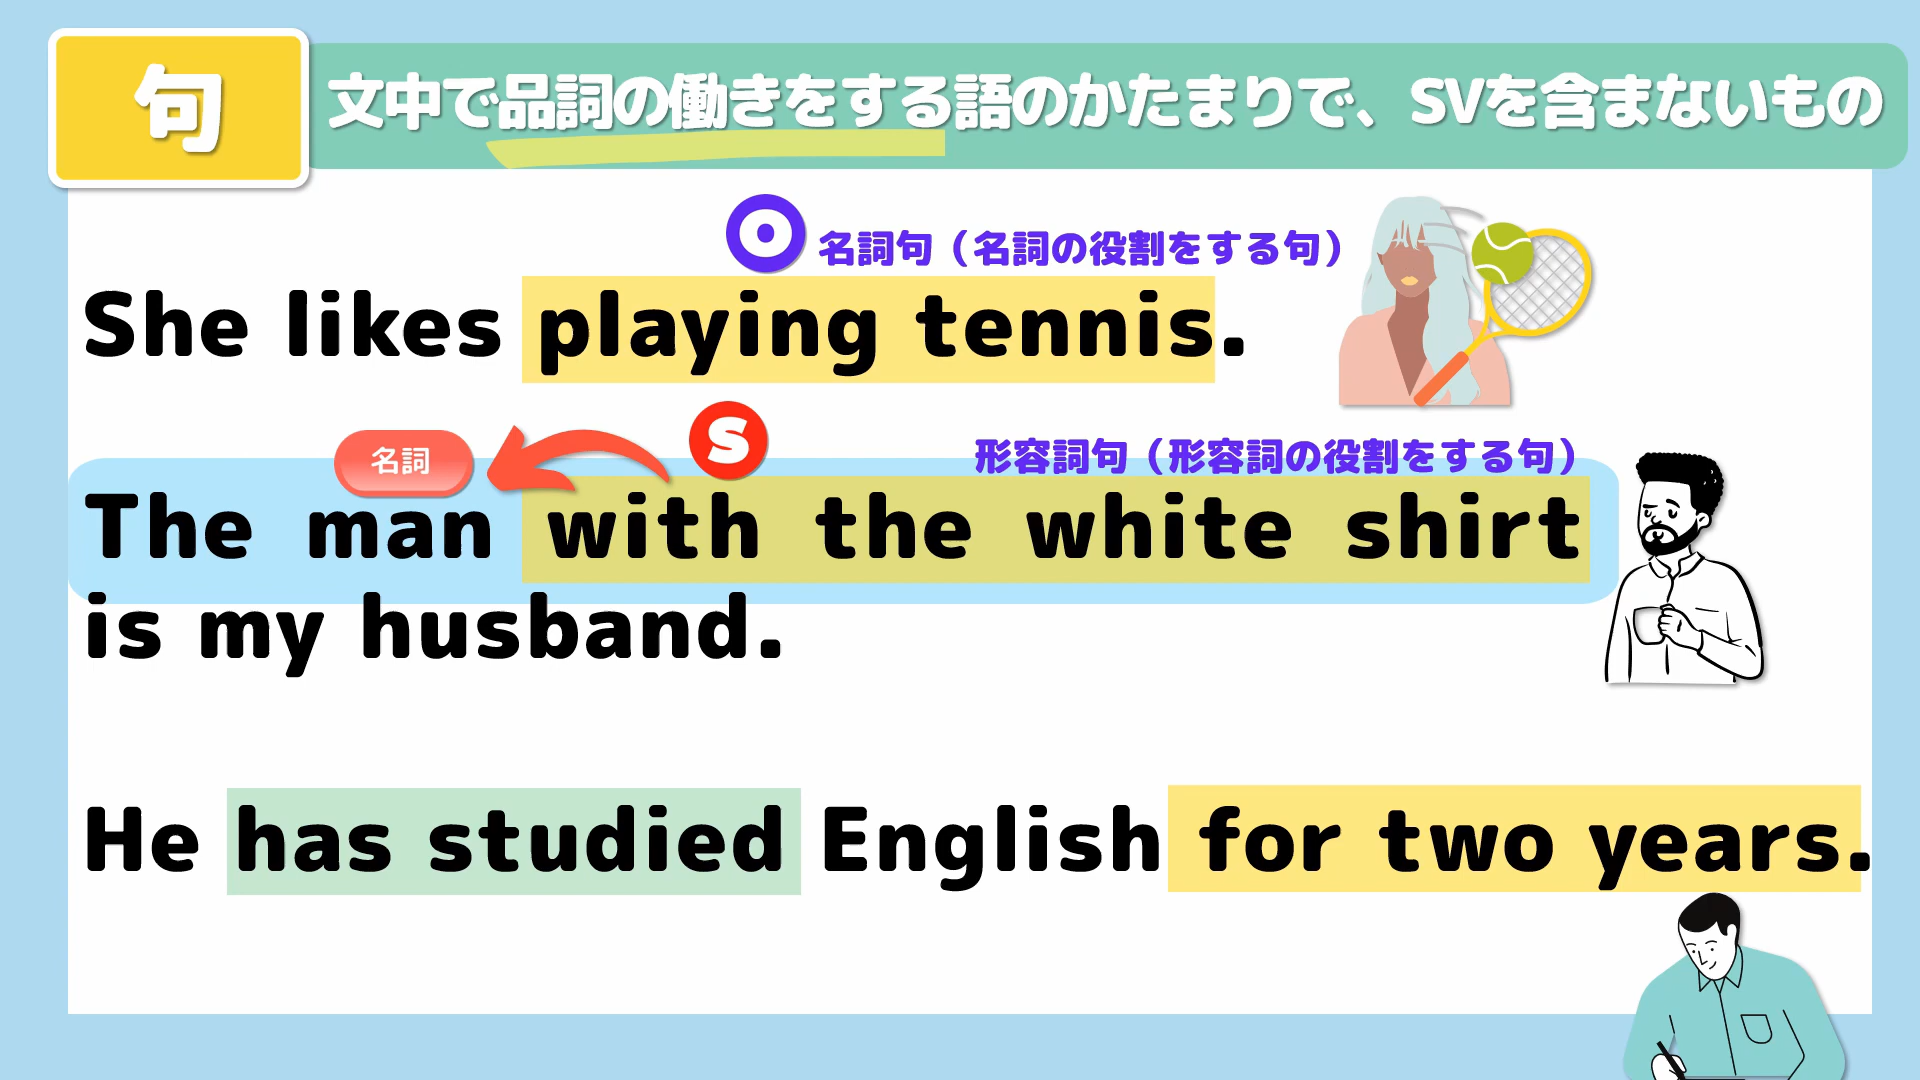 句
文中で品詞の働きをする語のかたまりで、SVを含まないもの
O 名詞句（名詞の役割をする句）
She likes playing tennis.
名詞 S 形容詞句（形容詞の役割をする句）
The man with the white shirt
is my husband.
He has studied English for two years.